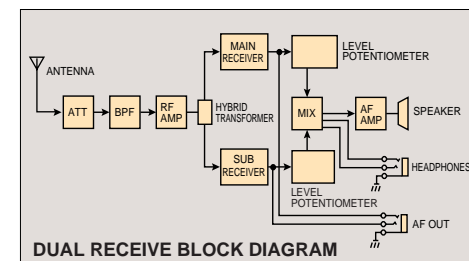 MAIN
RECEIVER
LEVEL
POTENTIOMETER
ANTENNA
ATT
BPF
RF
AMP
HYBRID
TRANSFORMER
MIX
AF
AMP
SPEAKER
SUB
RECEIVER
HEADPHONES
LEVEL
POTENTIOMETER
AF OUT
DUAL RECEIVE BLOCK DIAGRAM